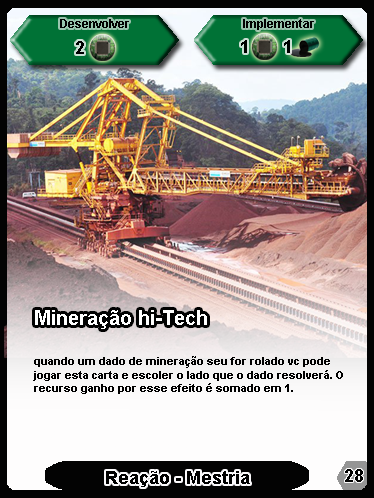 Desenvolver
2
Implementar
1 1
Mineração hi-Tech
quando um dado de mineração seu for rolado vc pode
jogar esta carta e escoler o lado que o dado resolverá. O
recurso ganho por esse efeito é somado em 1.
Reação - Mestria
28